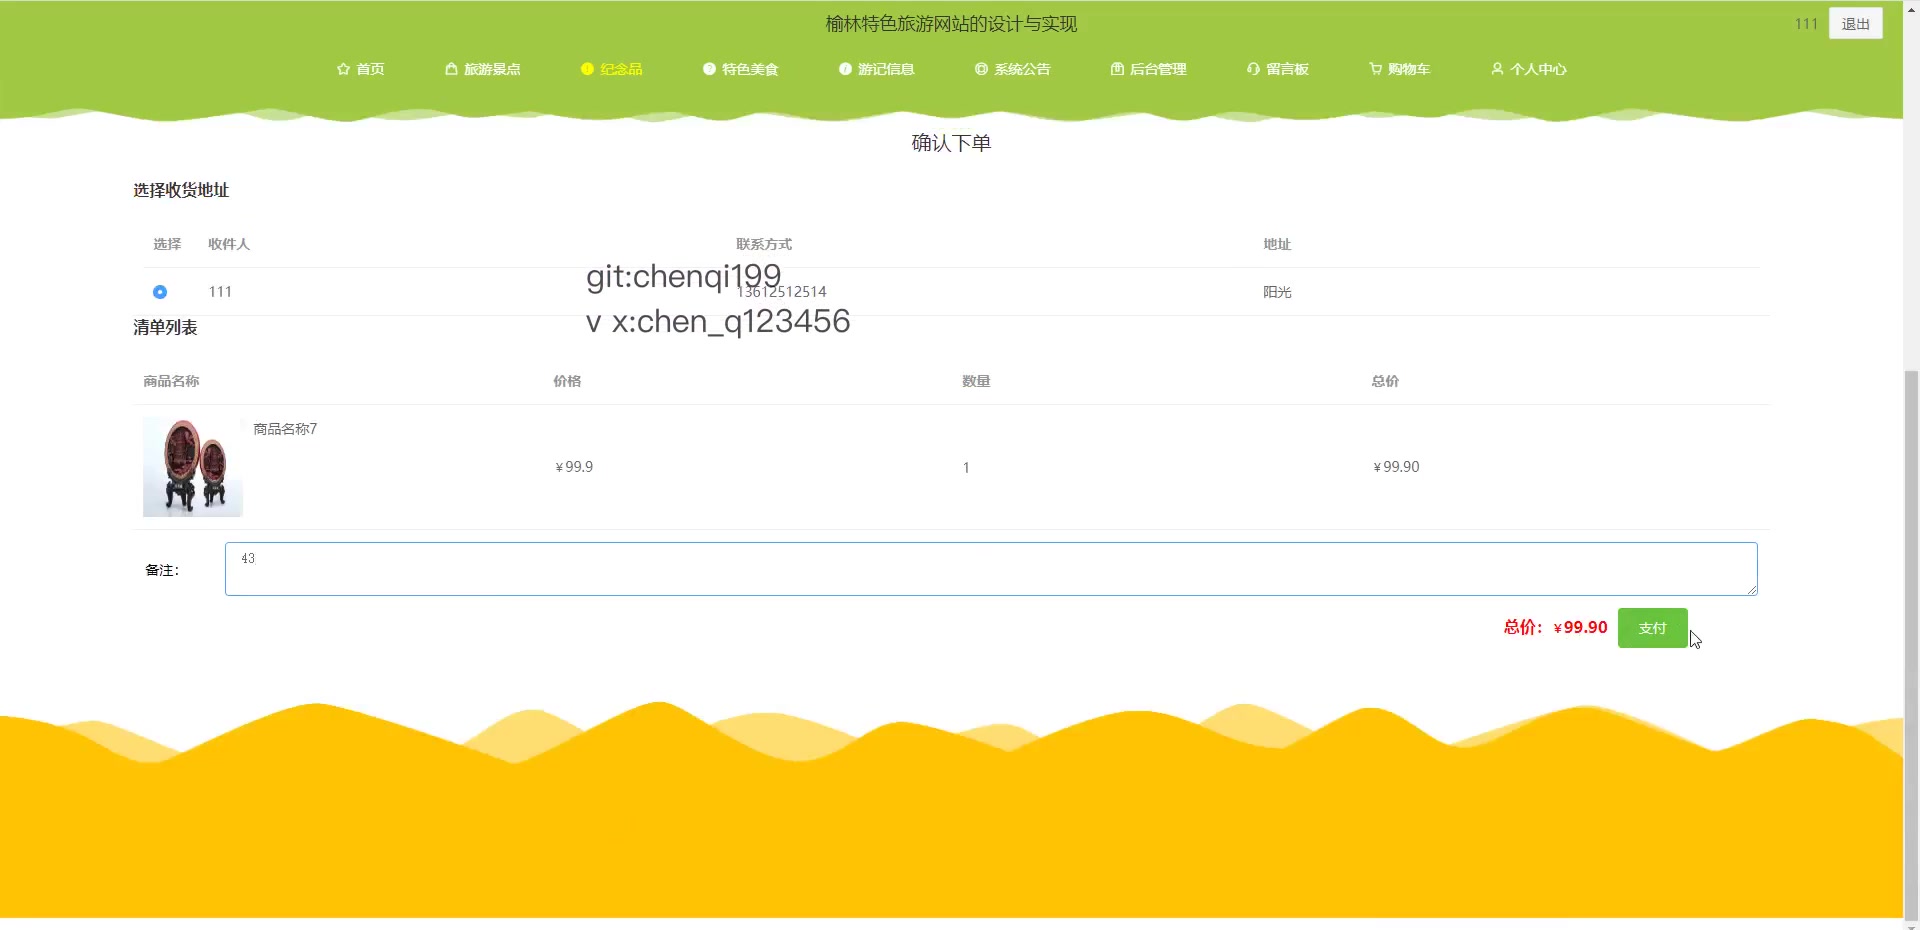 榆林特色旅游网站的设计与实现
111 退出
首页 旅游景点 纪念品 特色美食 游记信息 系统公告 后台管理 留言板 购物车 个人中心
确认下单
选择收货地址
选择 收件人 联系方式 地址
git:chenqi199
111 13612512514 阳光
v x:chen_q123456
清单列表
商品名称 价格 数量 总价
商品名称7
¥99.9 1 ¥99.90
备注： 43
总价：¥99.90 支付